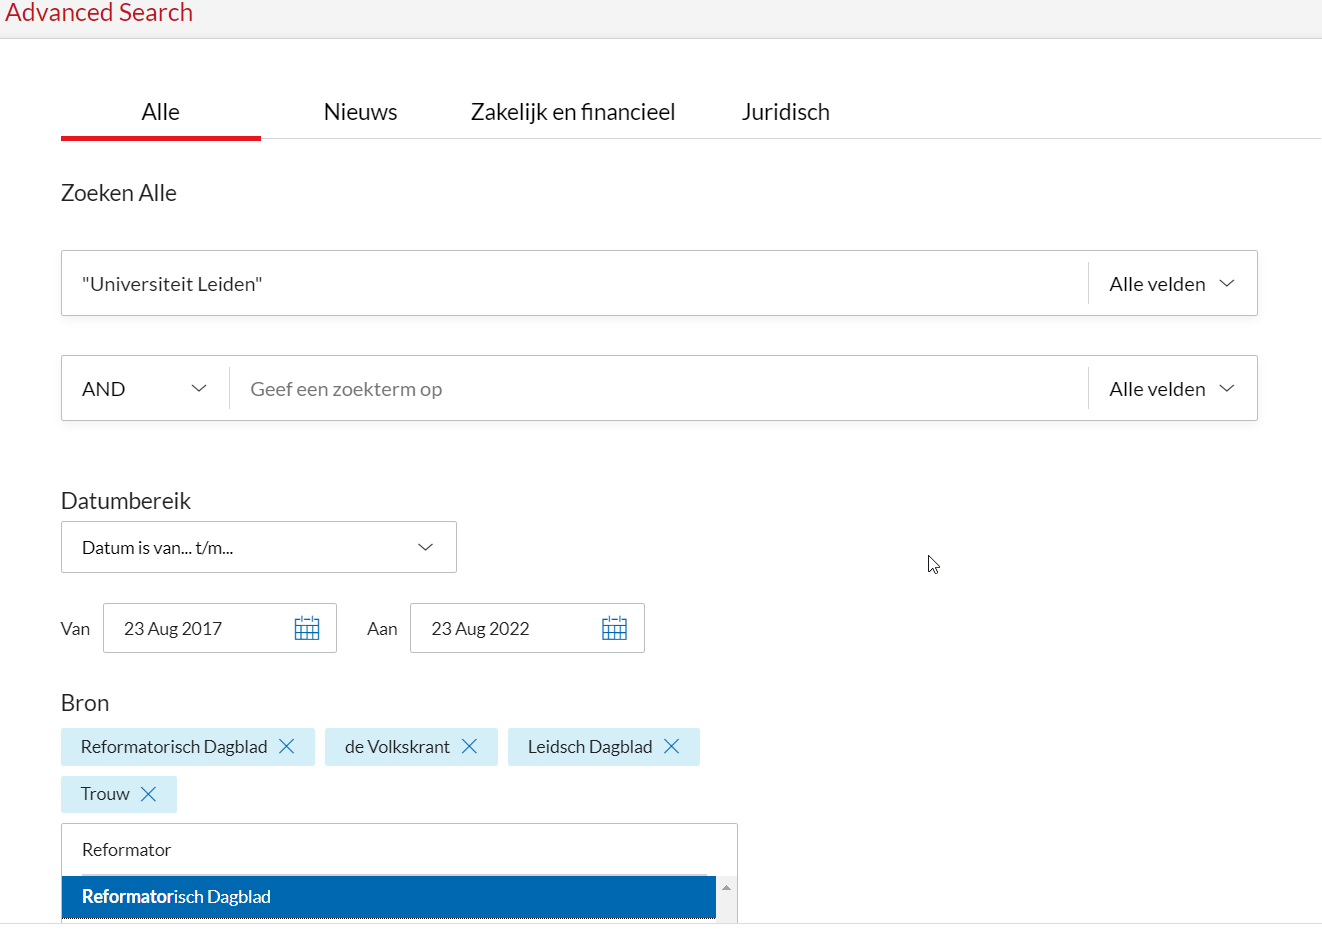 Advanced Search
Alle Nieuws Zakelijk en financieel Juridisch
Zoeken Alle
"Universiteit Leiden" Alle velden
AND Geef een zoekterm op Alle velden
Datumbereik
Datum is van... t/m...
Van 23 Aug 2017 Aan 23 Aug 2022
Bron
Reformatorisch Dagblad de Volkskrant Leidsch Dagblad
Trouw
Reformator
Reformatorisch Dagblad